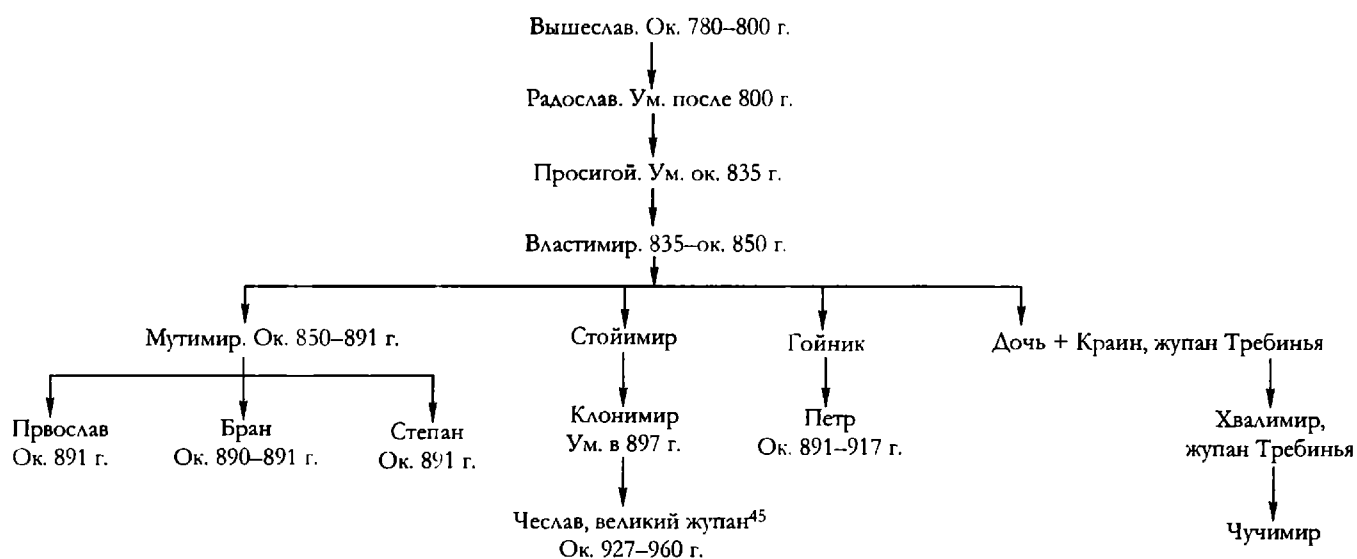 Вышеслав. Ок. 780–800 г.
Радослав. Ум. после 800 г.
Просигой. Ум. ок. 835 г.
Властимир. 835–ок. 850 г.
Мутимир. Ок. 850–891 г.
Стойимир
Гойник
Дочь + Краин, жупан Требинья
Првослав
Ок. 891 г.
Бран
Ок. 890–891 г.
Степан
Ок. 891 г.
Клонимир
Ум. в 897 г.
Петр
Ок. 891–917 г.
Хвалимир,
жупан Требинья
Чеслав, великий жупан⁴⁵
Ок. 927–960 г.
Чучимир